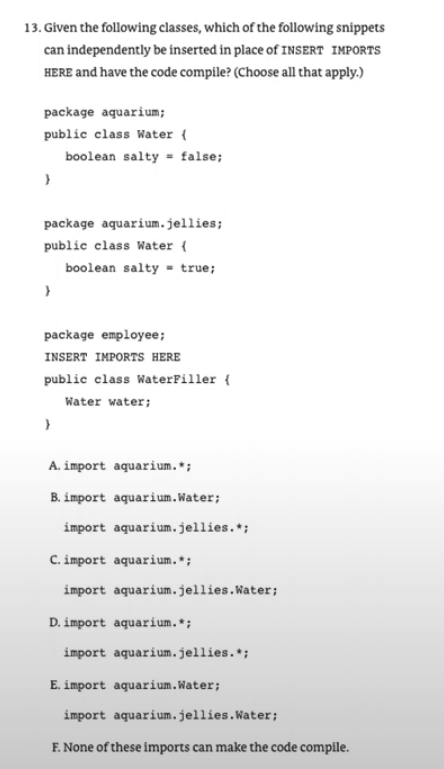 13. Given the following classes, which of the following snippets
can independently be inserted in place of INSERT IMPORTS
HERE and have the code compile? (Choose all that apply.)
package aquarium;
public class Water {
boolean salty = false;
}
package aquarium.jellies;
public class Water {
boolean salty = true;
}
package employee;
INSERT IMPORTS HERE
public class WaterFiller {
Water water;
}
A. import aquarium.*;
B. import aquarium.Water;
import aquarium.jellies.*;
C. import aquarium.*;
import aquarium.jellies.Water;
D. import aquarium.*;
import aquarium.jellies.*;
E. import aquarium.Water;
import aquarium.jellies.Water;
F. None of these imports can make the code compile.